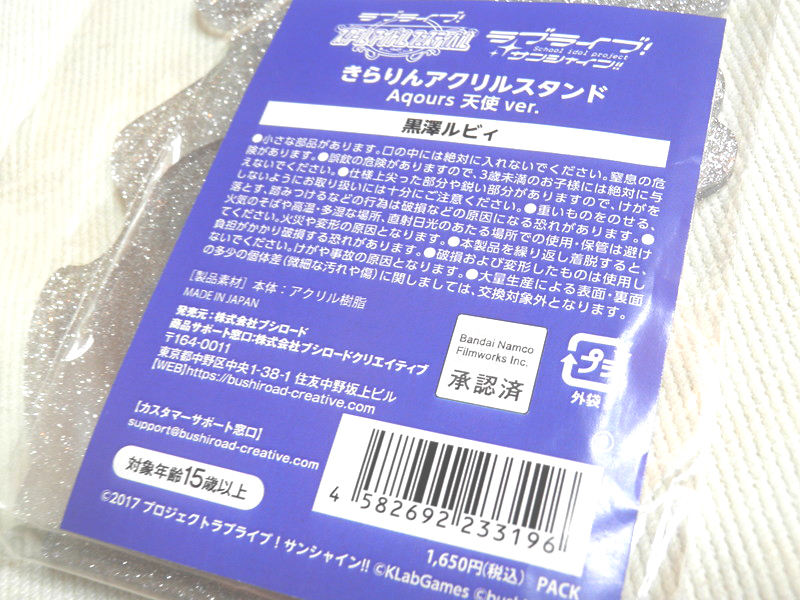 ラブライブ!
ラブライブ!
School idol project
サンシャイン!!
きらりんアクリルスタンド
Aqours 天使 ver.
黒澤ルビィ
●小さな部品があります。口の中には絶対に入れないでください。窒息の危
険があります。●誤飲の危険がありますので、3歳未満のお子様には絶対に与
えないでください。●仕様上尖った部分や鋭い部分がありますので、けがを
しないようにお取り扱いには十分にご注意ください。●重いものをのせる、
落とす、踏みつけるなどの行為は破損などの原因になる恐れがあります。●
火気のそばや高温・多湿な場所、直射日光のあたる場所での使用・保管は避け
てください。火災や変形の原因となります。●本製品を繰り返し着脱すると、
負担がかかり破損する恐れがあります。●破損および変形したものは使用し
ないでください。けがや事故の原因となります。●大量生産による表面・裏面
の多少の個体差(微細な汚れや傷)に関しましては、交換対象外となります。
[製品素材] 本体:アクリル樹脂
MADE IN JAPAN
発売元:株式会社ブシロード
商品サポート窓口:株式会社ブシロードクリエイティブ
〒164-0011
東京都中野区中央1-38-1 住友中野坂上ビル
【WEB】https://bushiroad-creative.com
Bandai Namco
Filmworks Inc.
承認済
プラ
外袋
【カスタマーサポート窓口】
support@bushiroad-creative.com
対象年齢15歳以上
4 582692 233196
1,650円(税込) PACK
©2017 プロジェクトラブライブ!サンシャイン!! ©KLabGames